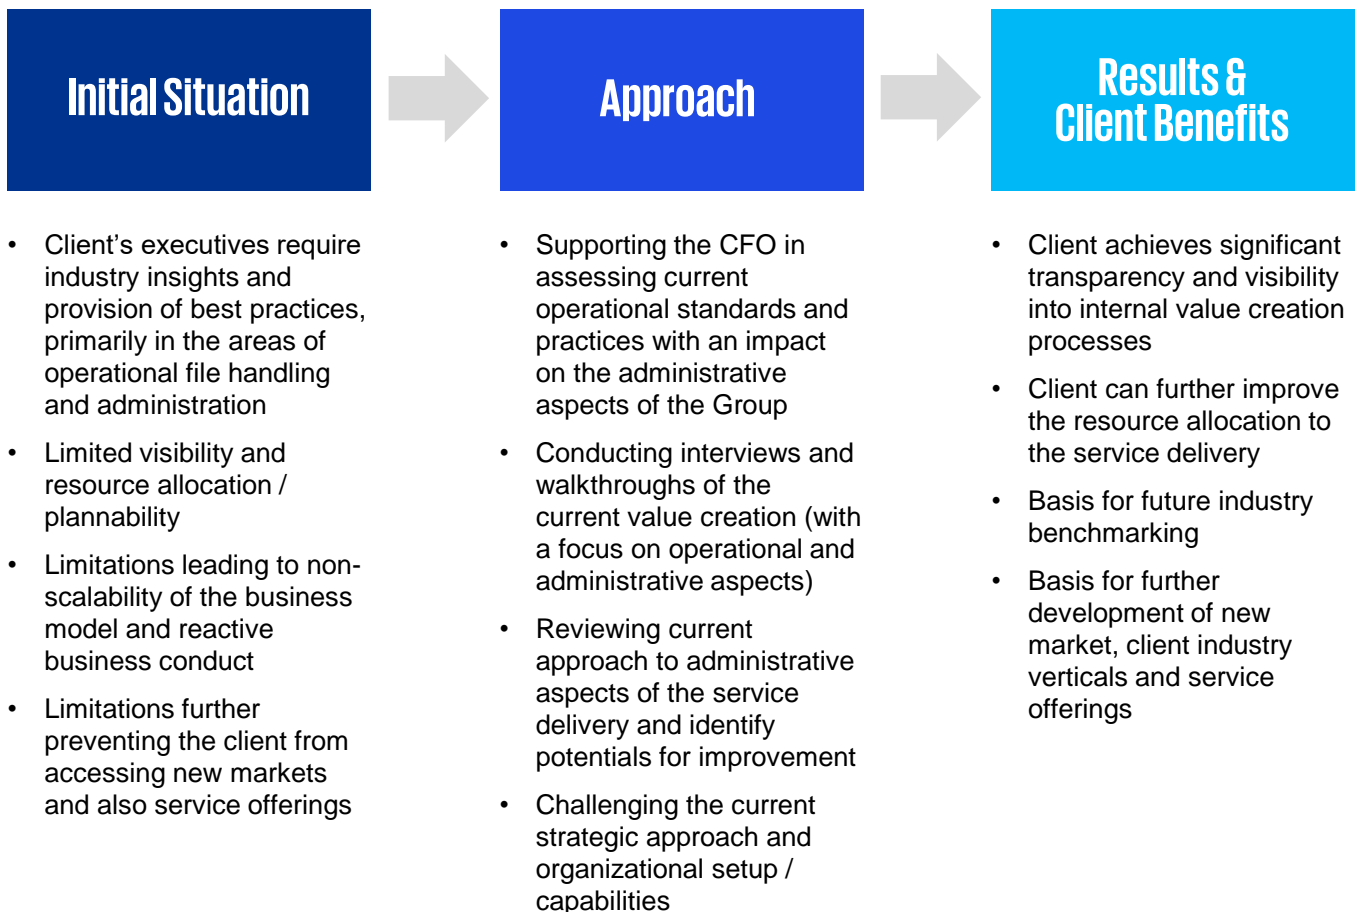 Initial Situation
• Client’s executives require
industry insights and
provision of best practices,
primarily in the areas of
operational file handling
and administration
• Limited visibility and
resource allocation /
plannability
• Limitations leading to non-
scalability of the business
model and reactive
business conduct
• Limitations further
preventing the client from
accessing new markets
and also service offerings
Approach
• Supporting the CFO in
assessing current
operational standards and
practices with an impact
on the administrative
aspects of the Group
• Conducting interviews and
walkthroughs of the
current value creation (with
a focus on operational and
administrative aspects)
• Reviewing current
approach to administrative
aspects of the service
delivery and identify
potentials for improvement
• Challenging the current
strategic approach and
organizational setup /
capabilities
Results &
Client Benefits
• Client achieves significant
transparency and visibility
into internal value creation
processes
• Client can further improve
the resource allocation to
the service delivery
• Basis for future industry
benchmarking
• Basis for further
development of new
market, client industry
verticals and service
offerings